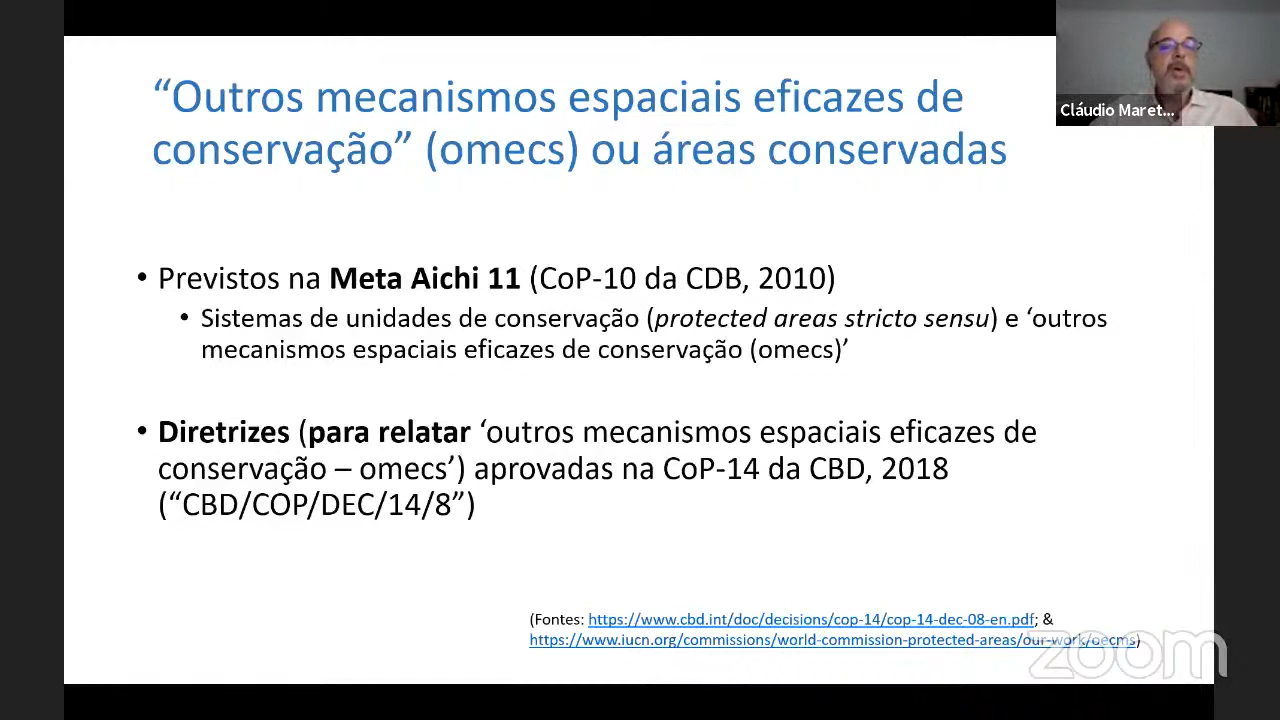 “Outros mecanismos espaciais eficazes de
conservação” (omecs) ou áreas conservadas
Cláudio Maret...
• Previstos na Meta Aichi 11 (CoP-10 da CDB, 2010)
• Sistemas de unidades de conservação (protected areas stricto sensu) e ‘outros
mecanismos espaciais eficazes de conservação (omecs)’
• Diretrizes (para relatar ‘outros mecanismos espaciais eficazes de
conservação – omecs’) aprovadas na CoP-14 da CBD, 2018
(“CBD/COP/DEC/14/8”)
(Fontes: https://www.cbd.int/doc/decisions/cop-14/cop-14-dec-08-en.pdf; &
https://www.iucn.org/commissions/world-commission-protected-areas/our-work/oecms)
zoom